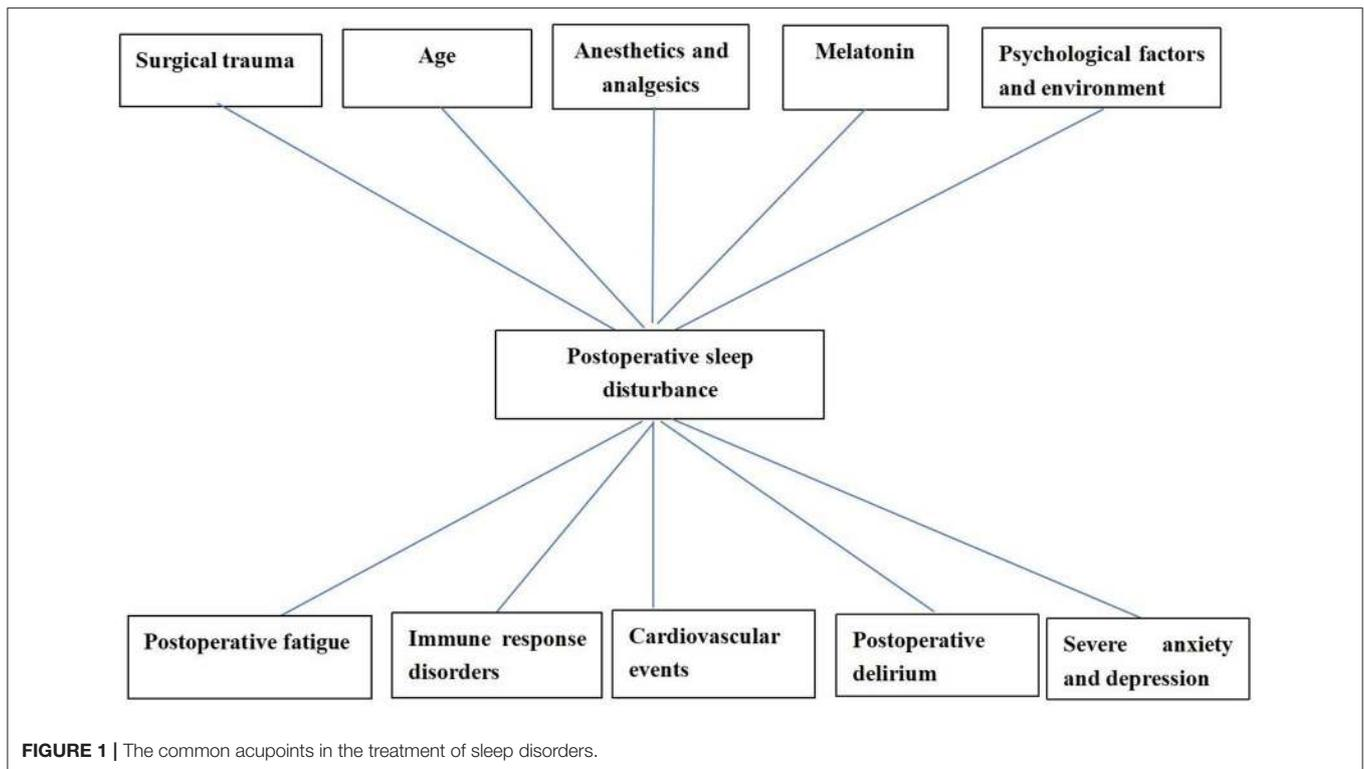 Surgical trauma
Age
Anesthetics and
analgesics
Melatonin
Psychological factors
and environment
Postoperative sleep
disturbance
Postoperative fatigue
Immune response
disorders
Cardiovascular
events
Postoperative
delirium
Severe anxiety
and depression
FIGURE 1 | The common acupoints in the treatment of sleep disorders.